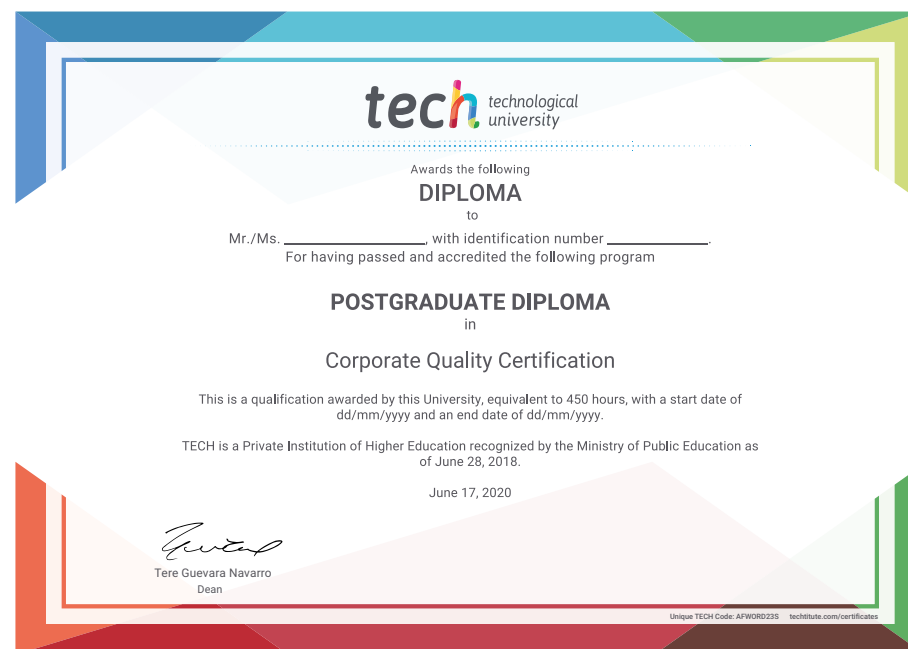 tech technological
university
Awards the following
DIPLOMA
to
Mr./Ms. ____________, with identification number ____________.
For having passed and accredited the following program
POSTGRADUATE DIPLOMA
in
Corporate Quality Certification
This is a qualification awarded by this University, equivalent to 450 hours, with a start date of
dd/mm/yyyy and an end date of dd/mm/yyyy.
TECH is a Private Institution of Higher Education recognized by the Ministry of Public Education as
of June 28, 2018.
June 17, 2020
Tere Guevara Navarro
Dean
Unique TECH Code: AFWORD23S techtitute.com/certificates